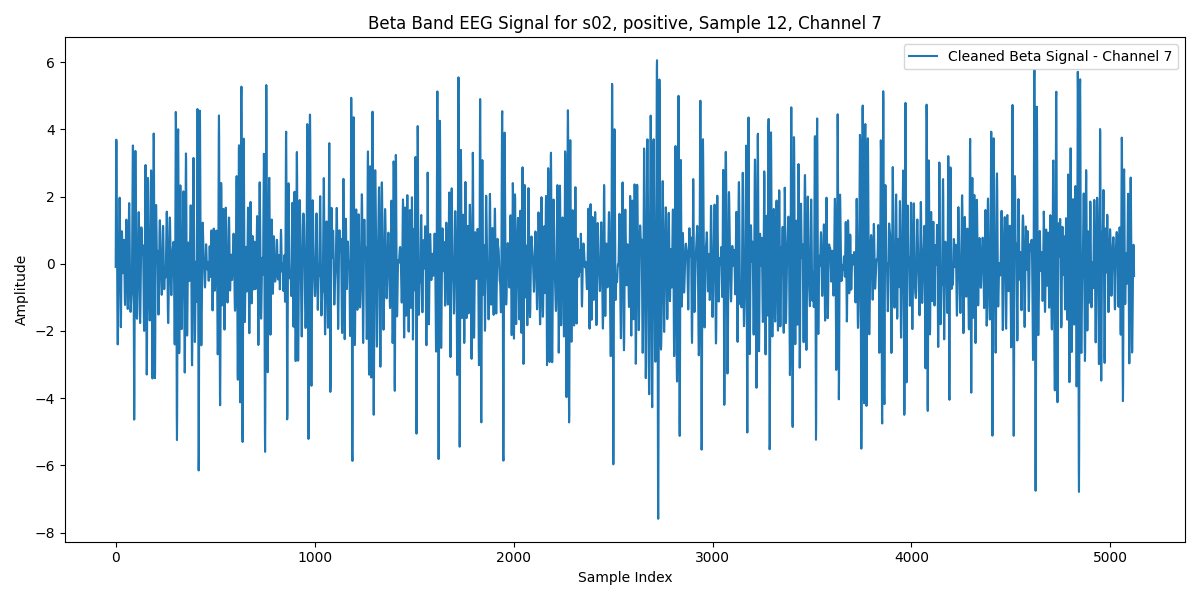 Beta Band EEG Signal for s02, positive, Sample 12, Channel 7
Cleaned Beta Signal - Channel 7
Amplitude
6
4
2
0
−2
−4
−6
−8
0 1000 2000 3000 4000 5000
Sample Index